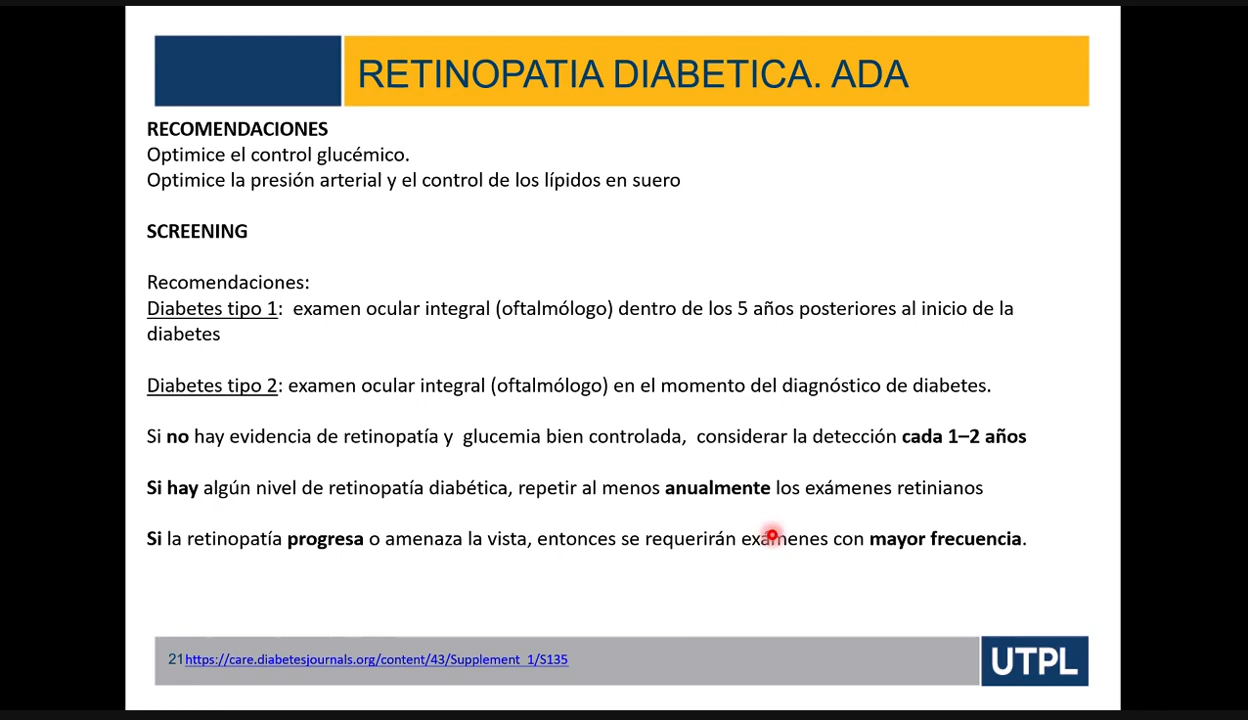 RETINOPATIA DIABETICA. ADA
RECOMENDACIONES
Optimice el control glucémico.
Optimice la presión arterial y el control de los lípidos en suero
SCREENING
Recomendaciones:
Diabetes tipo 1:  examen ocular integral (oftalmólogo) dentro de los 5 años posteriores al inicio de la
diabetes
Diabetes tipo 2: examen ocular integral (oftalmólogo) en el momento del diagnóstico de diabetes.
Si no hay evidencia de retinopatía y  glucemia bien controlada,  considerar la detección cada 1–2 años
Si hay algún nivel de retinopatía diabética, repetir al menos anualmente los exámenes retinianos
Si la retinopatía progresa o amenaza la vista, entonces se requerirán exámenes con mayor frecuencia.
21 https://care.diabetesjournals.org/content/43/Supplement_1/S135
UTPL